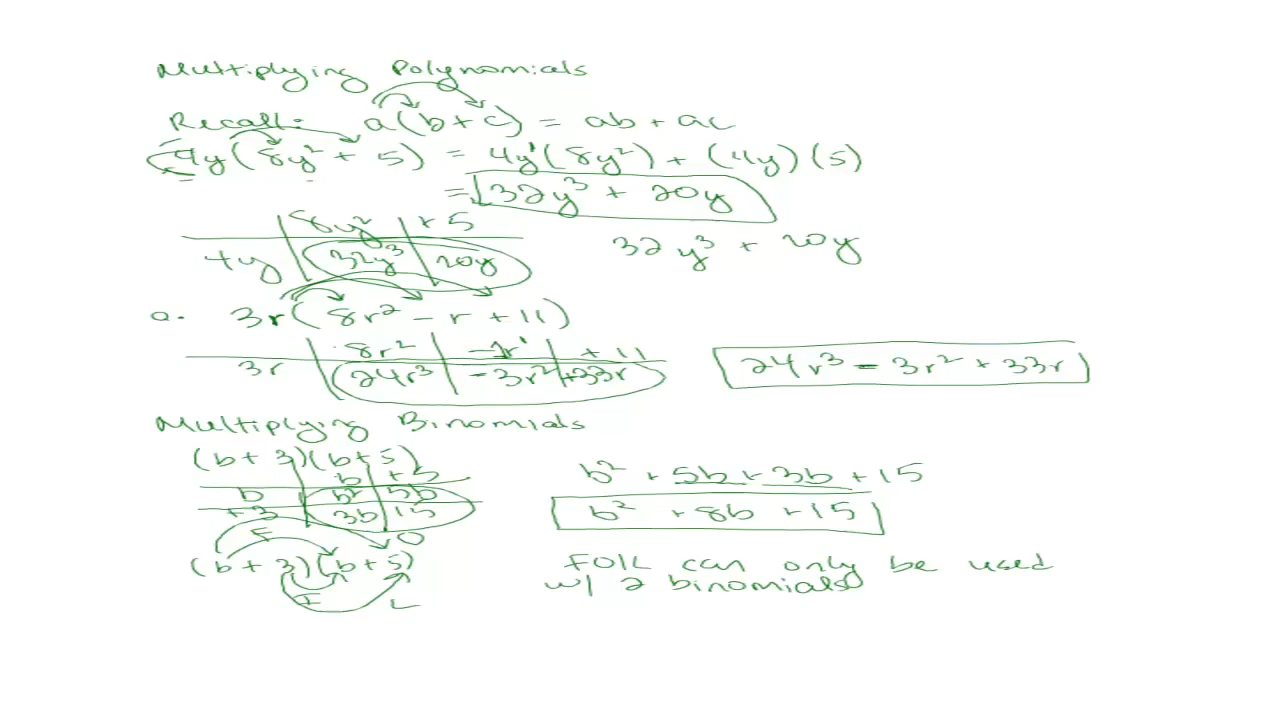 Multiplying Polynomials
Recall: a(b+c) = ab + ac
4y(8y² + 5) = 4y¹(8y²) + (4y)(5)
= 32y³ + 20y
8y² + 5
4y 32y³ 20y
32y³ + 20y
a. 3r(8r² - r + 11)
8r² -1r¹ + 11
3r 24r³ -3r² +33r
24r³ - 3r² + 33r
Multiplying Binomials
(b+3)(b+5)
b +5
b b² 5b
+3 3b 15
b² + 5b + 3b + 15
b² + 8b + 15
F O
(b+3)(b+5)
I L
FOIL can only be used
w/ 2 binomials